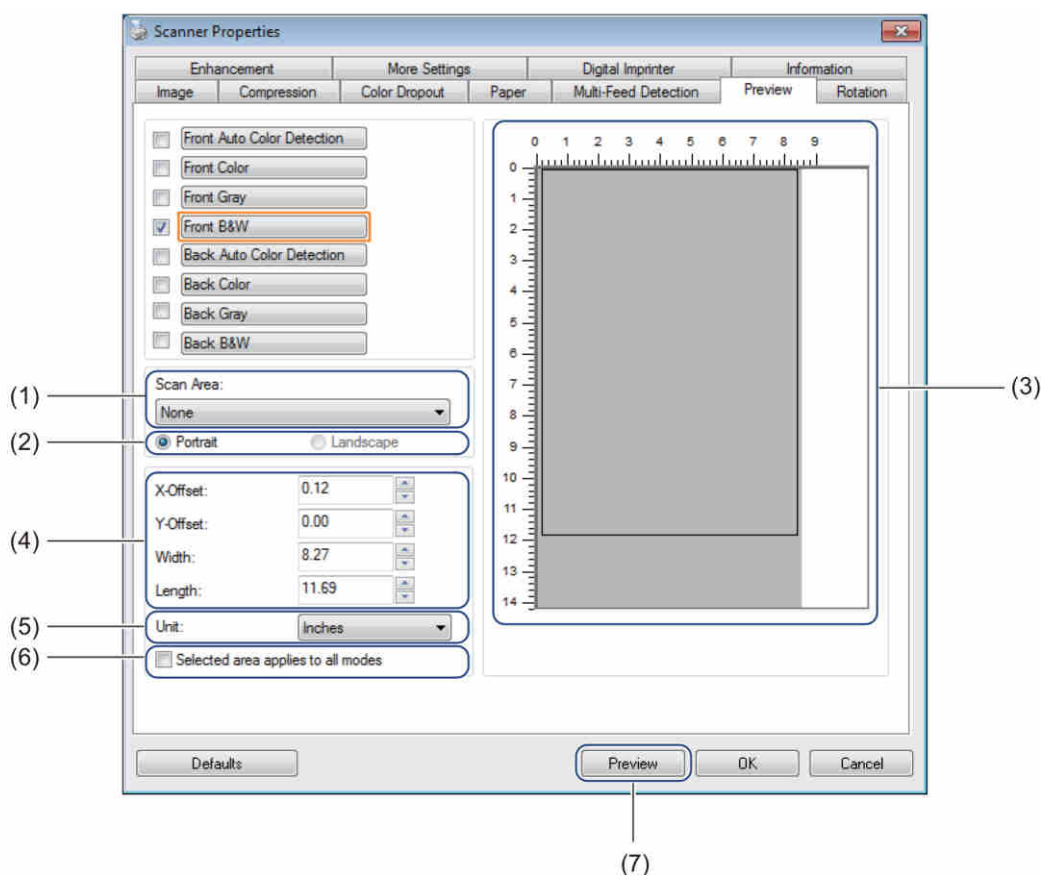 Scanner Properties
Enhancement More Settings Digital Imprinter Information
Image Compression Color Dropout Paper Multi-Feed Detection Preview Rotation
Front Auto Color Detection
Front Color
Front Gray
Front B&W
Back Auto Color Detection
Back Color
Back Gray
Back B&W
0 1 2 3 4 5 6 7 8 9
0
1
2
3
4
5
6
7
8
9
10
11
12
13
14
(1)
Scan Area:
None
(2)
Portrait Landscape
(3)
(4)
X-Offset: 0.12
Y-Offset: 0.00
Width: 8.27
Length: 11.69
(5)
Unit: Inches
(6)
Selected area applies to all modes
Defaults Preview OK Cancel
(7)